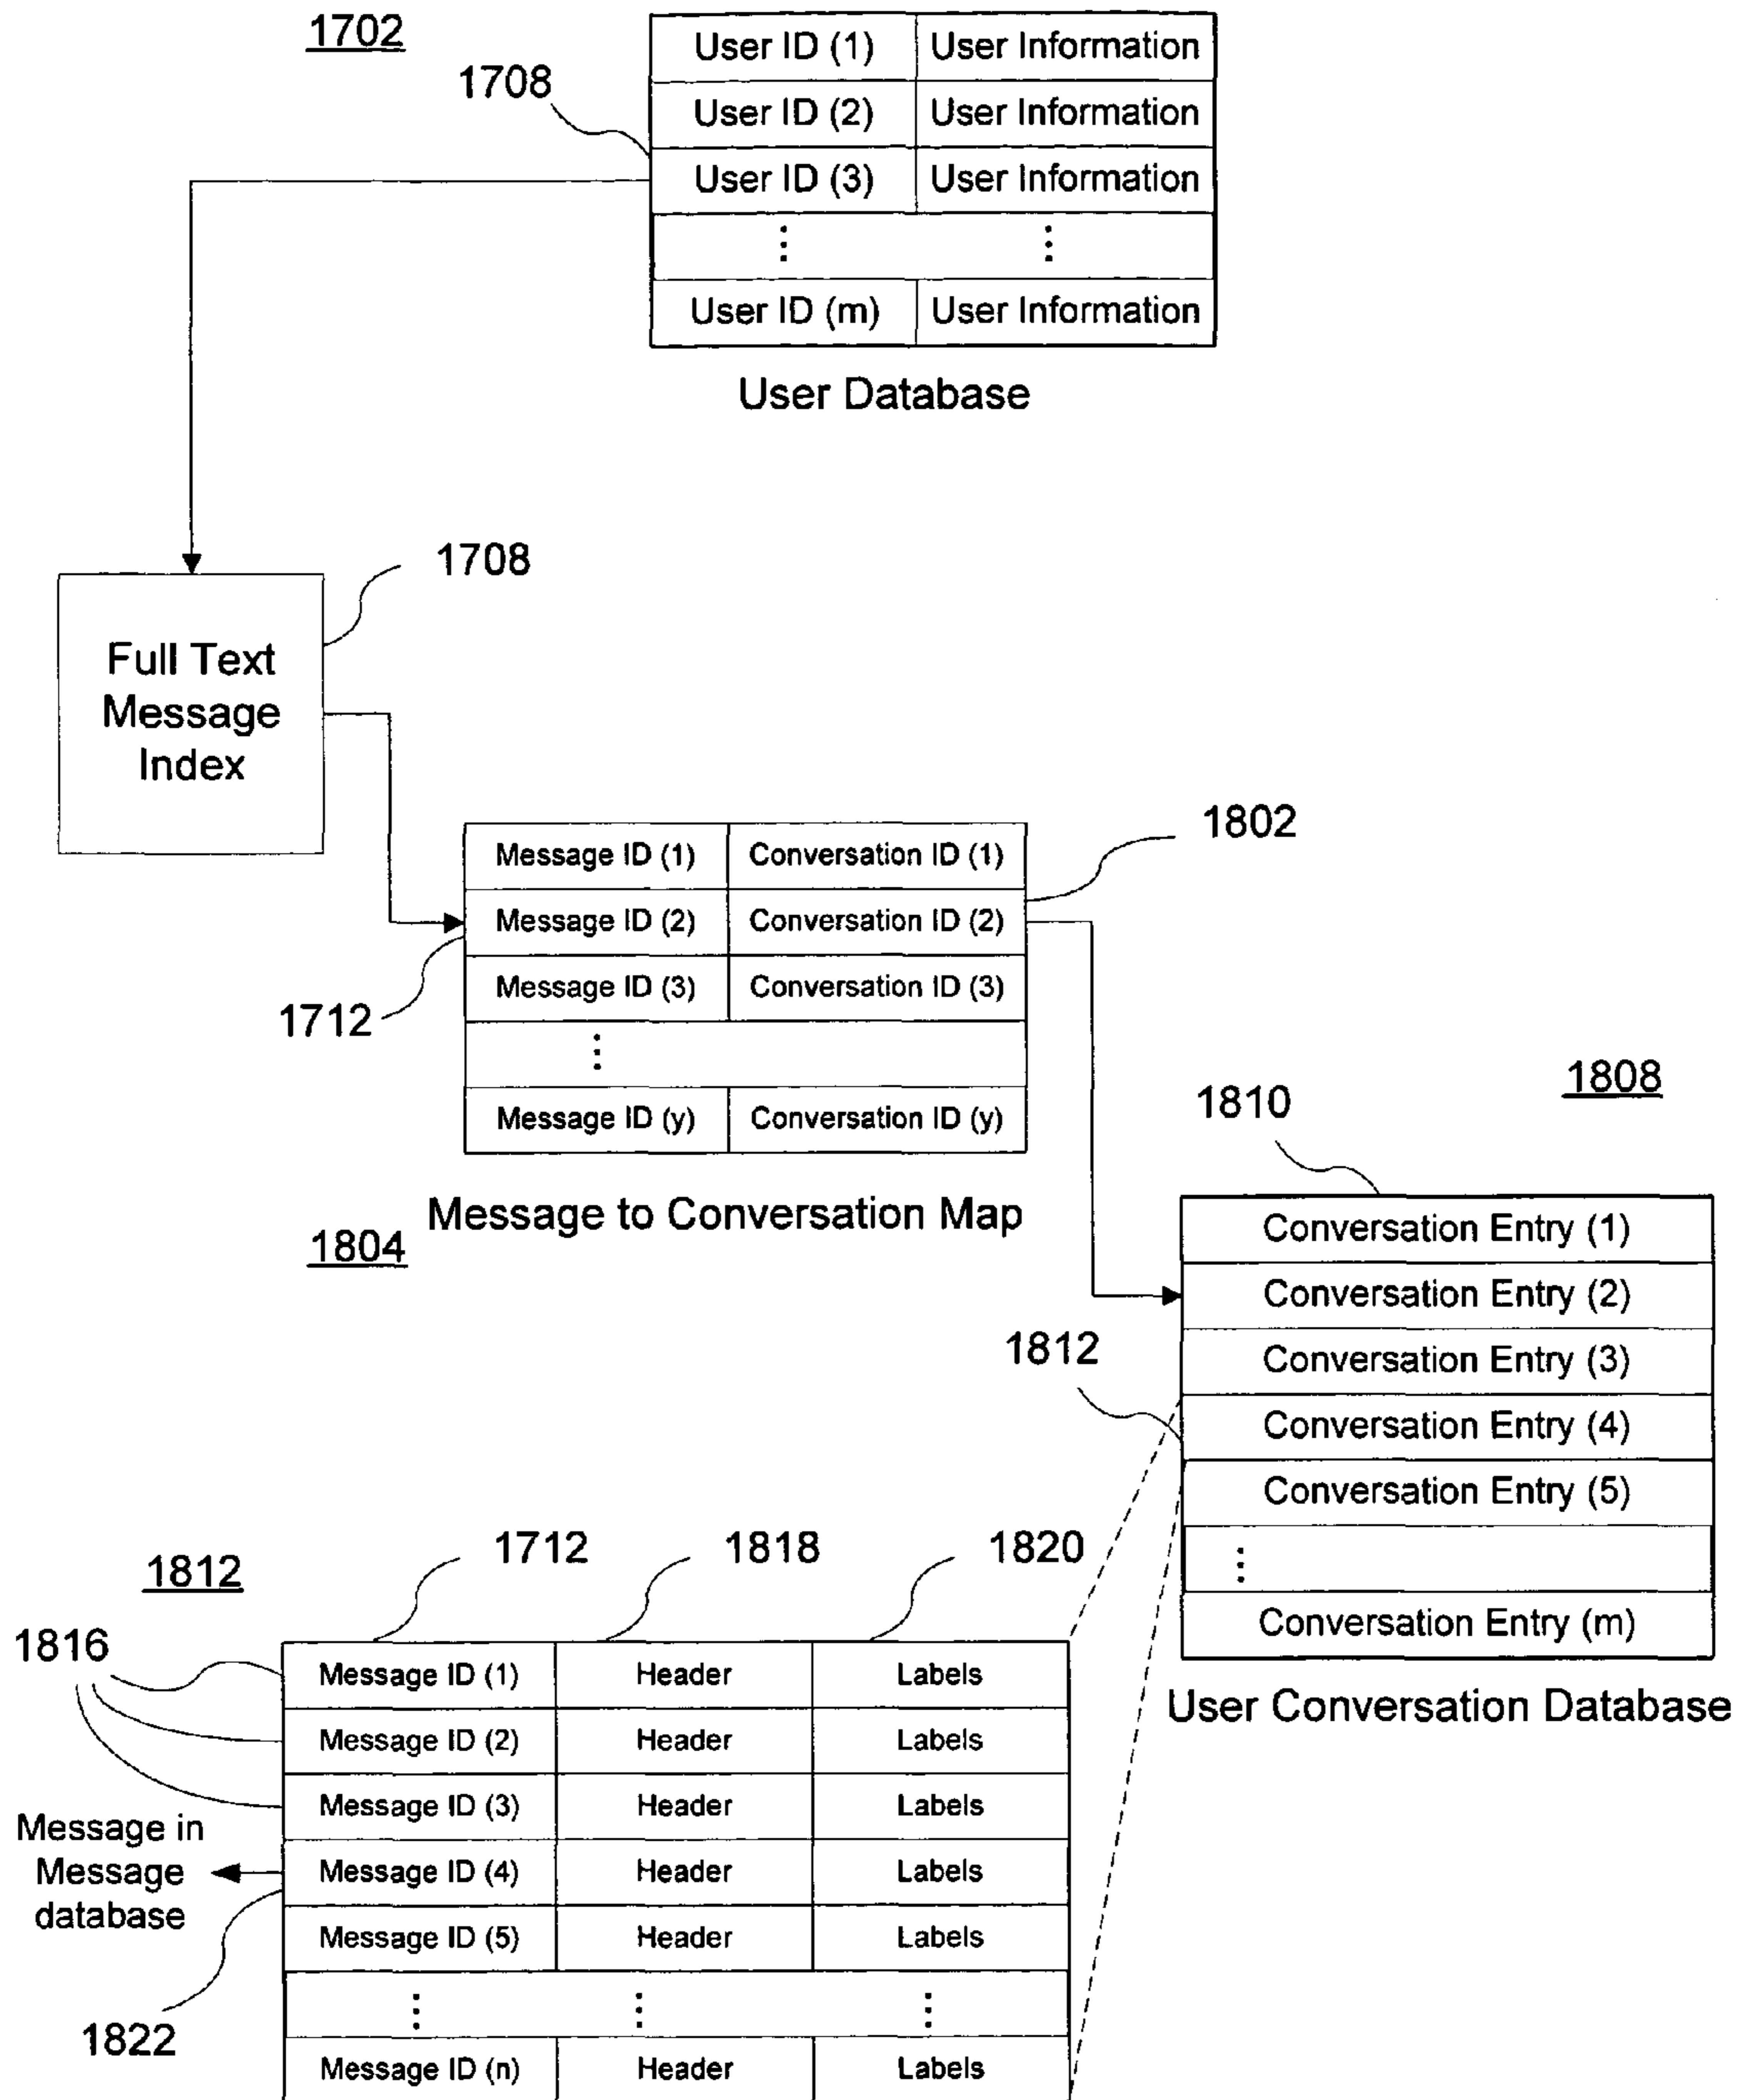 1702
User ID (1) User Information
1708
User ID (2) User Information
User ID (3) User Information
⋮ ⋮
User ID (m) User Information
User Database
1708
Full Text
Message
Index
1802
Message ID (1) Conversation ID (1)
Message ID (2) Conversation ID (2)
Message ID (3) Conversation ID (3)
1712
⋮
Message ID (y) Conversation ID (y)
Message to Conversation Map
1804
1808
1810
Conversation Entry (1)
Conversation Entry (2)
Conversation Entry (3)
1812
Conversation Entry (4)
Conversation Entry (5)
⋮
Conversation Entry (m)
User Conversation Database
1812
1712 1818 1820
1816
Message ID (1) Header Labels
Message ID (2) Header Labels
Message ID (3) Header Labels
Message in
Message
database
Message ID (4) Header Labels
Message ID (5) Header Labels
⋮ ⋮ ⋮
1822
Message ID (n) Header Labels